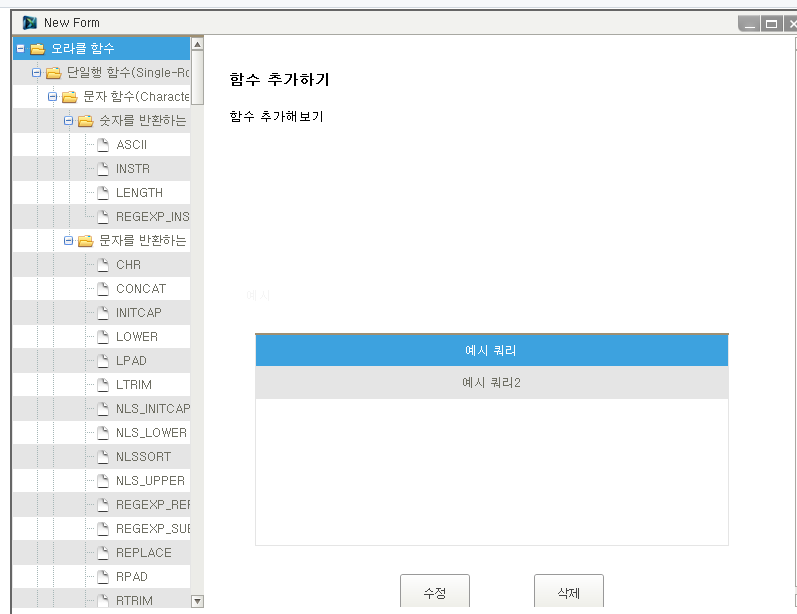 New Form
오라클 함수
단일행 함수(Single-Ro
문자 함수(Characte
숫자를 반환하는
ASCII
INSTR
LENGTH
REGEXP_INS
문자를 반환하는
CHR
CONCAT
INITCAP
LOWER
LPAD
LTRIM
NLS_INITCAP
NLS_LOWER
NLSSORT
NLS_UPPER
REGEXP_REP
REGEXP_SUB
REPLACE
RPAD
RTRIM
함수 추가하기
함수 추가해보기
예시
예시 쿼리
예시 쿼리2
수정
삭제